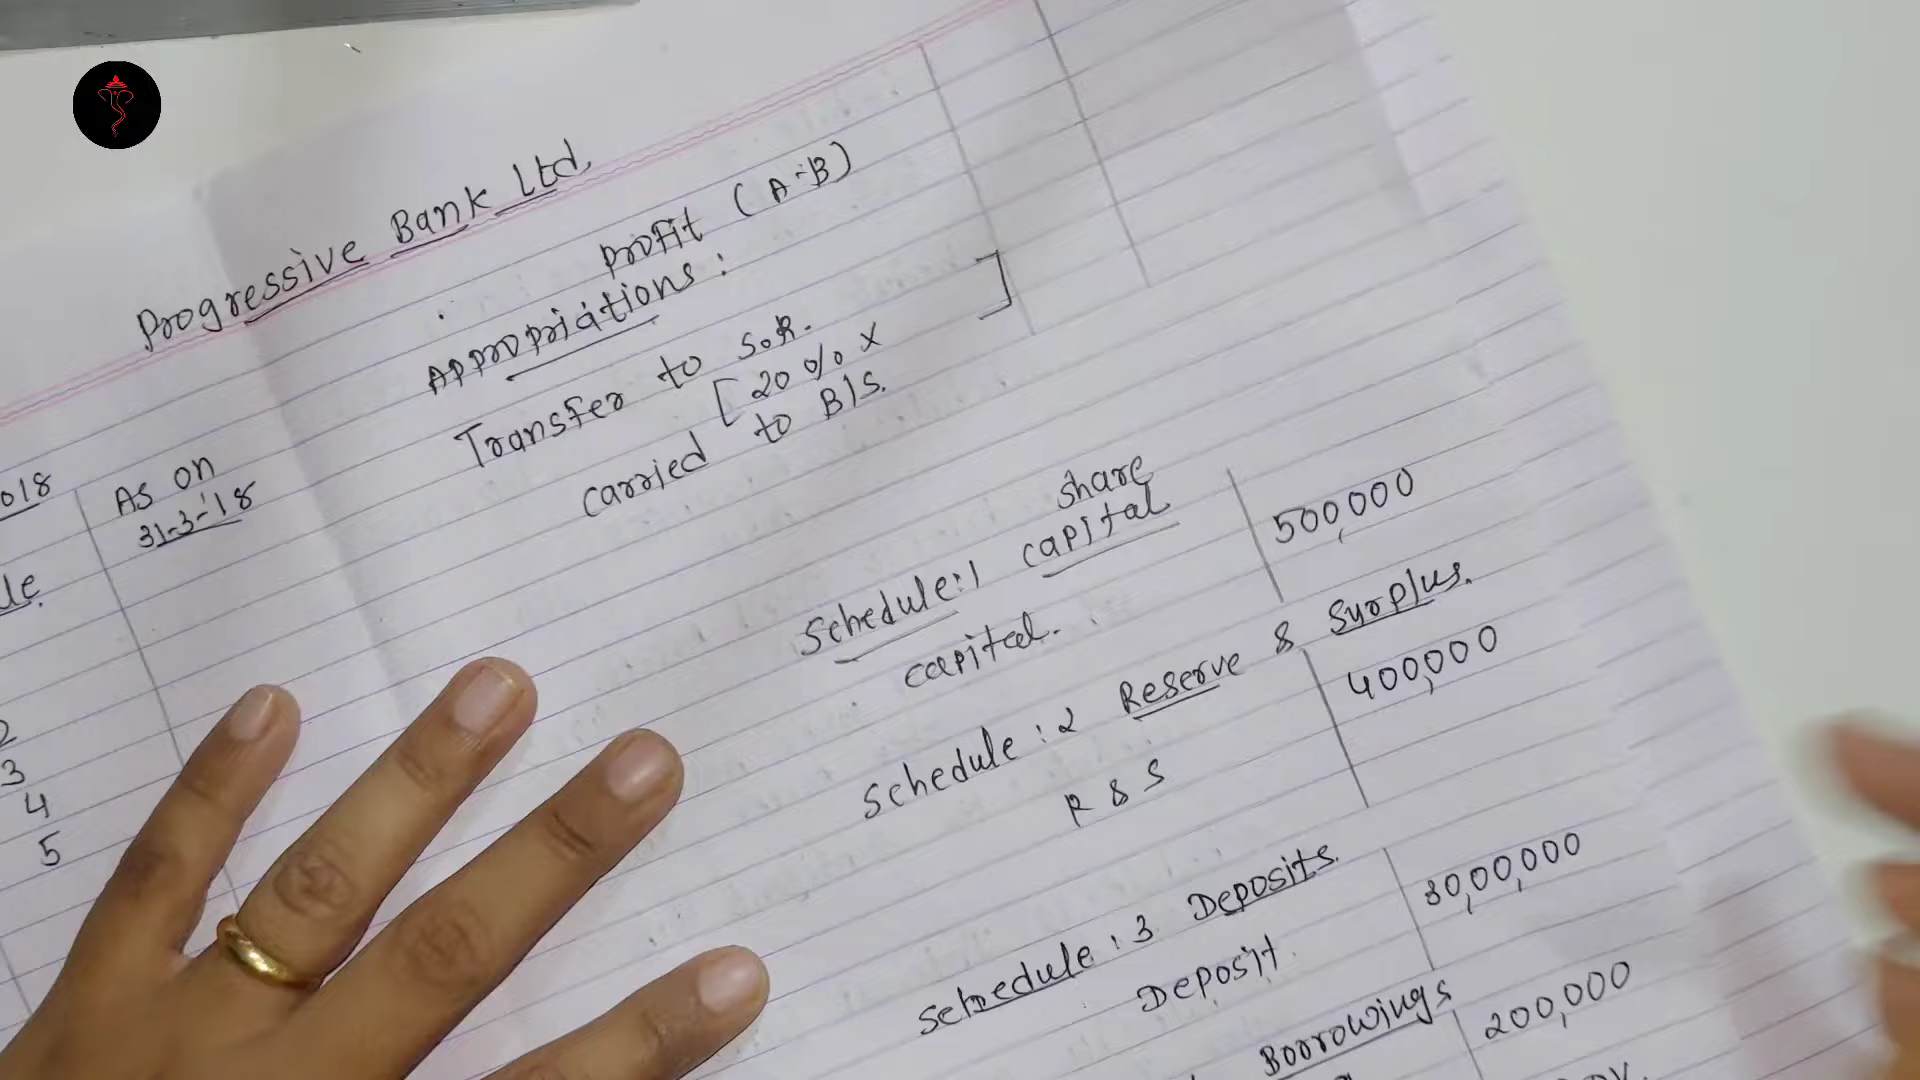 Progressive Bank Ltd.
Profit (A-B)
Appropriations:
Transfer to S.R.
[20% x
]
Carried to B/S.
018
As on
31-3-'18
2
3
4
5
Schedule:1 Share Capital
Capital. 500,000
Schedule:2 Reserve & Surplus.
R & S 400,000
Schedule:3 Deposits.
Deposit. 30,00,000
Borrowings
200,000